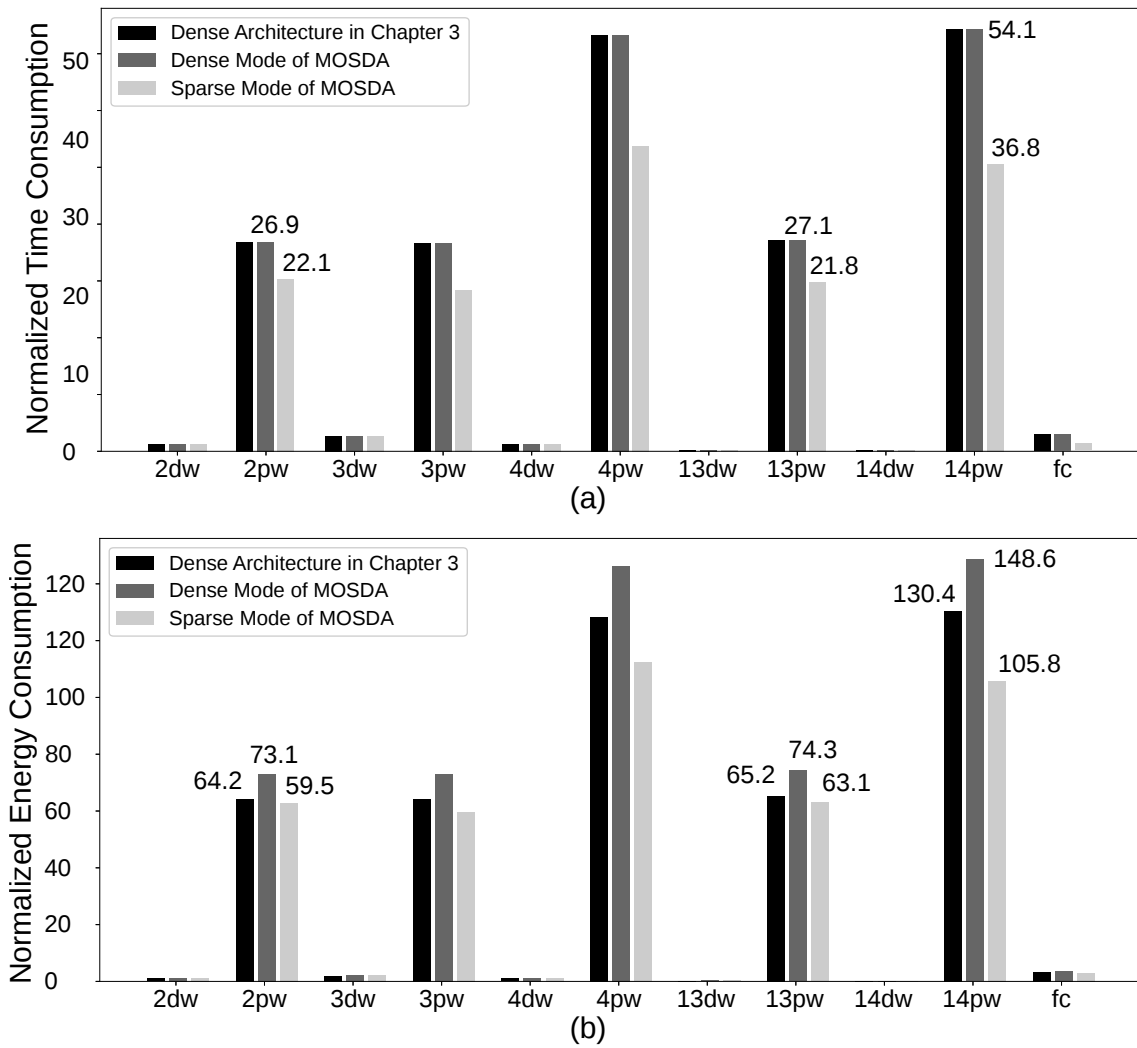 Dense Architecture in Chapter 3
Dense Mode of MOSDA
Sparse Mode of MOSDA
Normalized Time Consumption
50
40
30
20
10
0
26.9
22.1
27.1
21.8
54.1
36.8
2dw 2pw 3dw 3pw 4dw 4pw 13dw 13pw 14dw 14pw fc
(a)
Dense Architecture in Chapter 3
Dense Mode of MOSDA
Sparse Mode of MOSDA
Normalized Energy Consumption
120
120
100
80
60
40
20
0
64.2
73.1
59.5
65.2
74.3
63.1
130.4
148.6
105.8
2dw 2pw 3dw 3pw 4dw 4pw 13dw 13pw 14dw 14pw fc
(b)